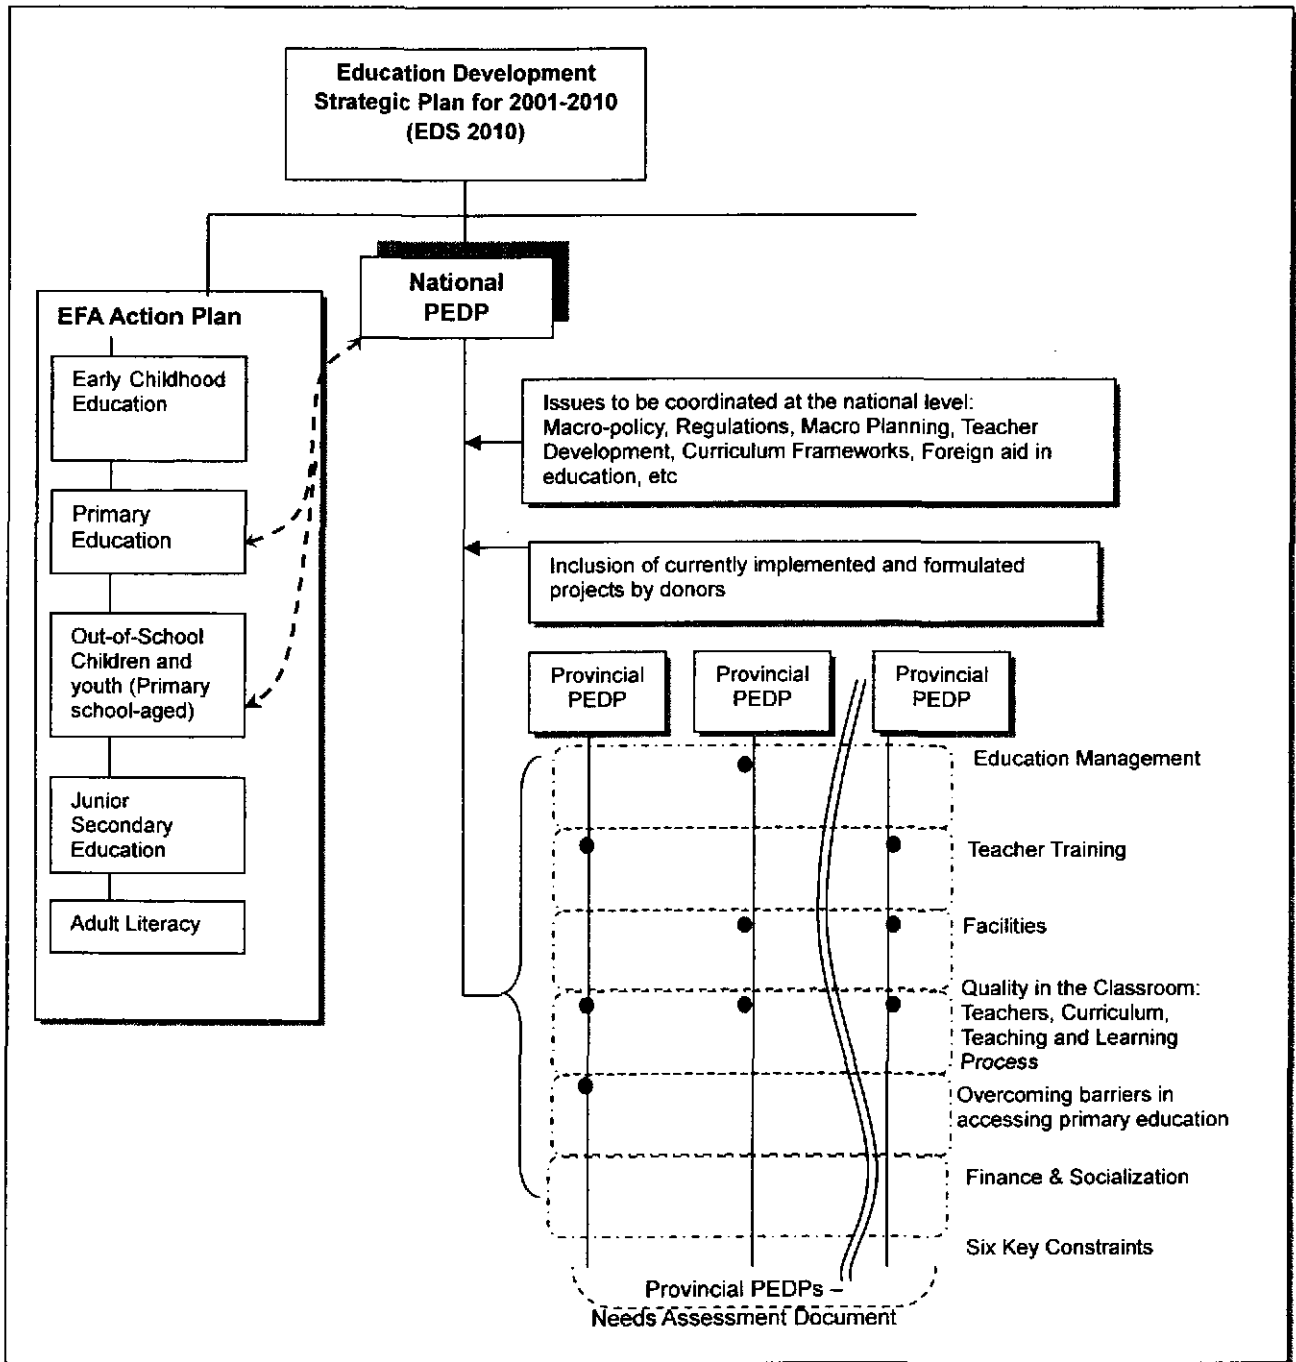 Education Development
Strategic Plan for 2001-2010
(EDS 2010)
National
PEDP
EFA Action Plan
Early Childhood
Education
Primary
Education
Out-of-School
Children and
youth (Primary
school-aged)
Junior
Secondary
Education
Adult Literacy
Issues to be coordinated at the national level:
Macro-policy, Regulations, Macro Planning, Teacher
Development, Curriculum Frameworks, Foreign aid in
education, etc
Inclusion of currently implemented and formulated
projects by donors
Provincial
PEDP
Provincial
PEDP
Provincial
PEDP
Education Management
Teacher Training
Facilities
Quality in the Classroom:
Teachers, Curriculum,
Teaching and Learning
Process
Overcoming barriers in
accessing primary education
Finance & Socialization
Six Key Constraints
Provincial PEDPs –
Needs Assessment Document